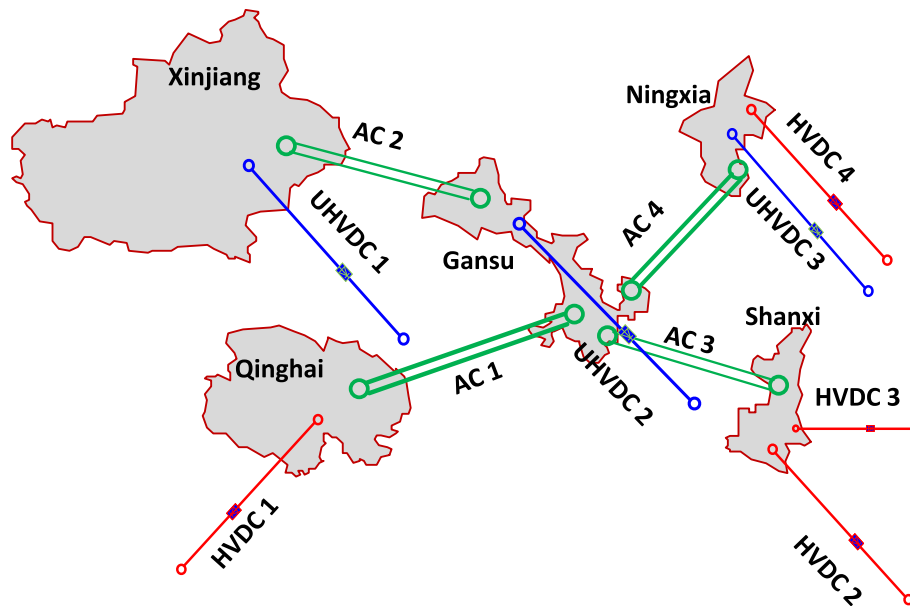 Xinjiang
AC 2
Ningxia
HVDC 4
UHVDC 1
Gansu
AC 4
UHVDC 3
Shanxi
Qinghai
AC 1
UHVDC 2
AC 3
HVDC 3
HVDC 1
HVDC 2